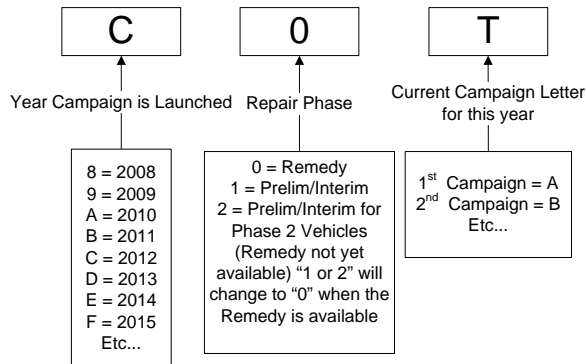 C
0
T
Year Campaign is Launched
Repair Phase
Current Campaign Letter
for this year
8 = 2008
9 = 2009
A = 2010
B = 2011
C = 2012
D = 2013
E = 2014
F = 2015
Etc...
0 = Remedy
1 = Prelim/Interim
2 = Prelim/Interim for
Phase 2 Vehicles
(Remedy not yet
available) “1 or 2” will
change to “0” when the
Remedy is available
1st Campaign = A
2nd Campaign = B
Etc...